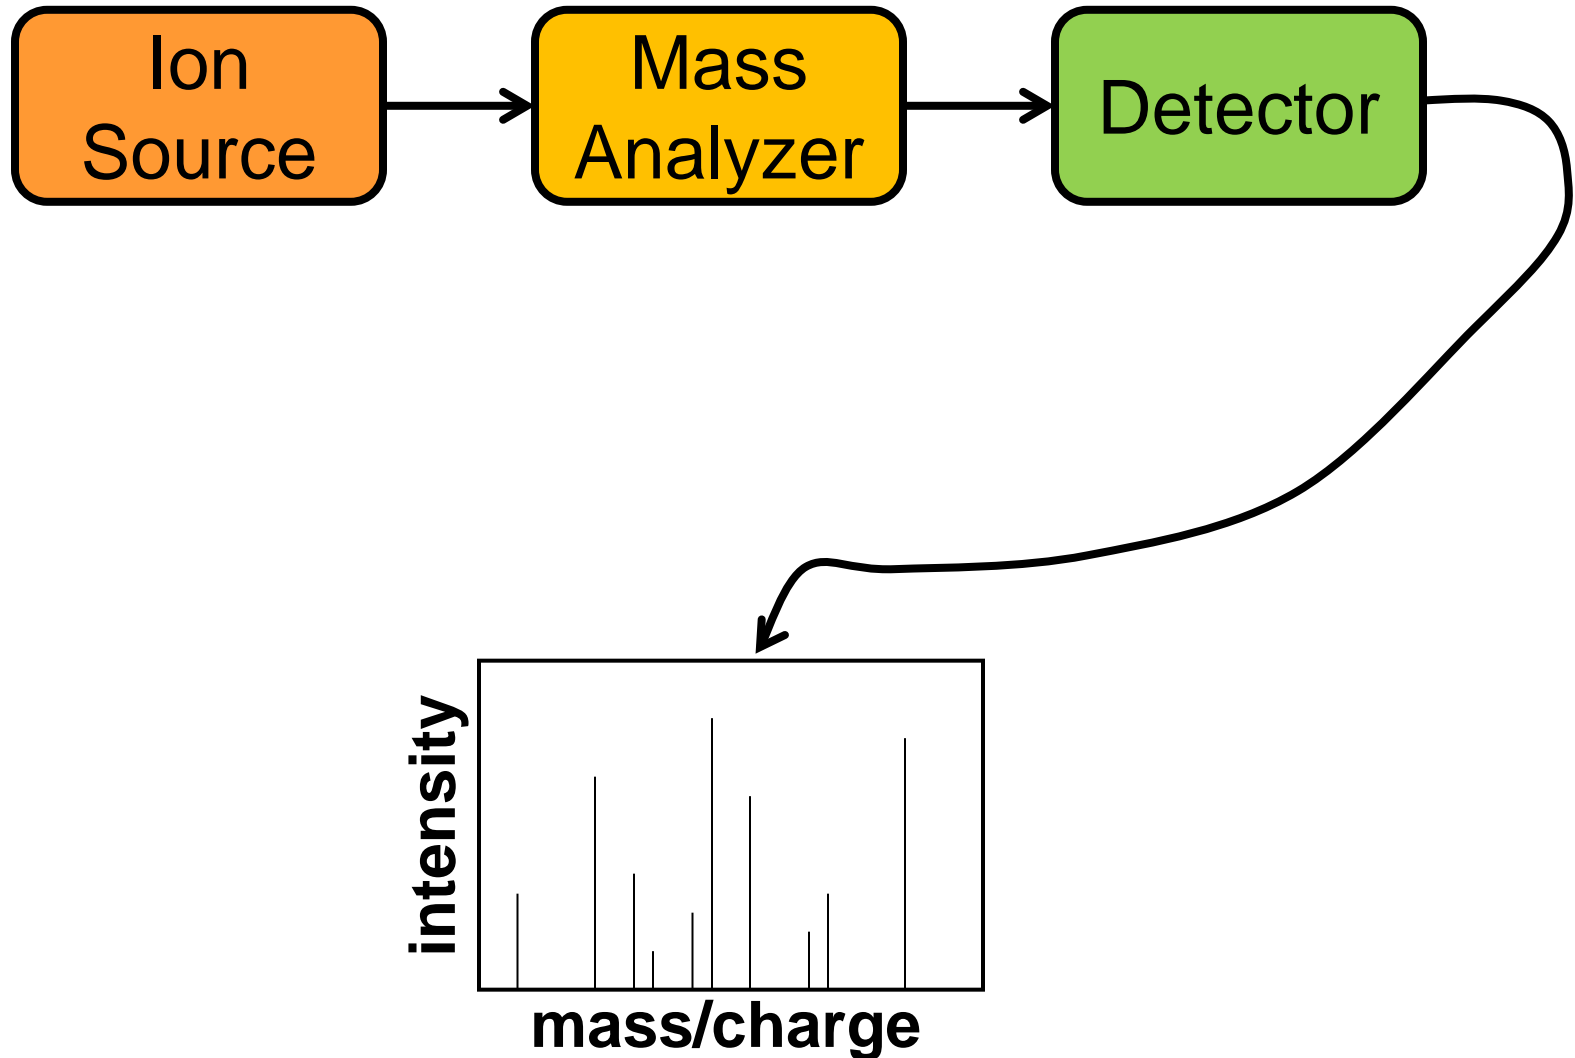 Ion
Source
Mass
Analyzer
Detector
intensity
mass/charge